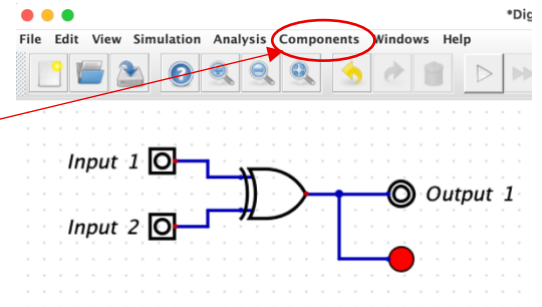 *Dig
File Edit View Simulation Analysis Components Windows Help
Input 1
Output 1
Input 2